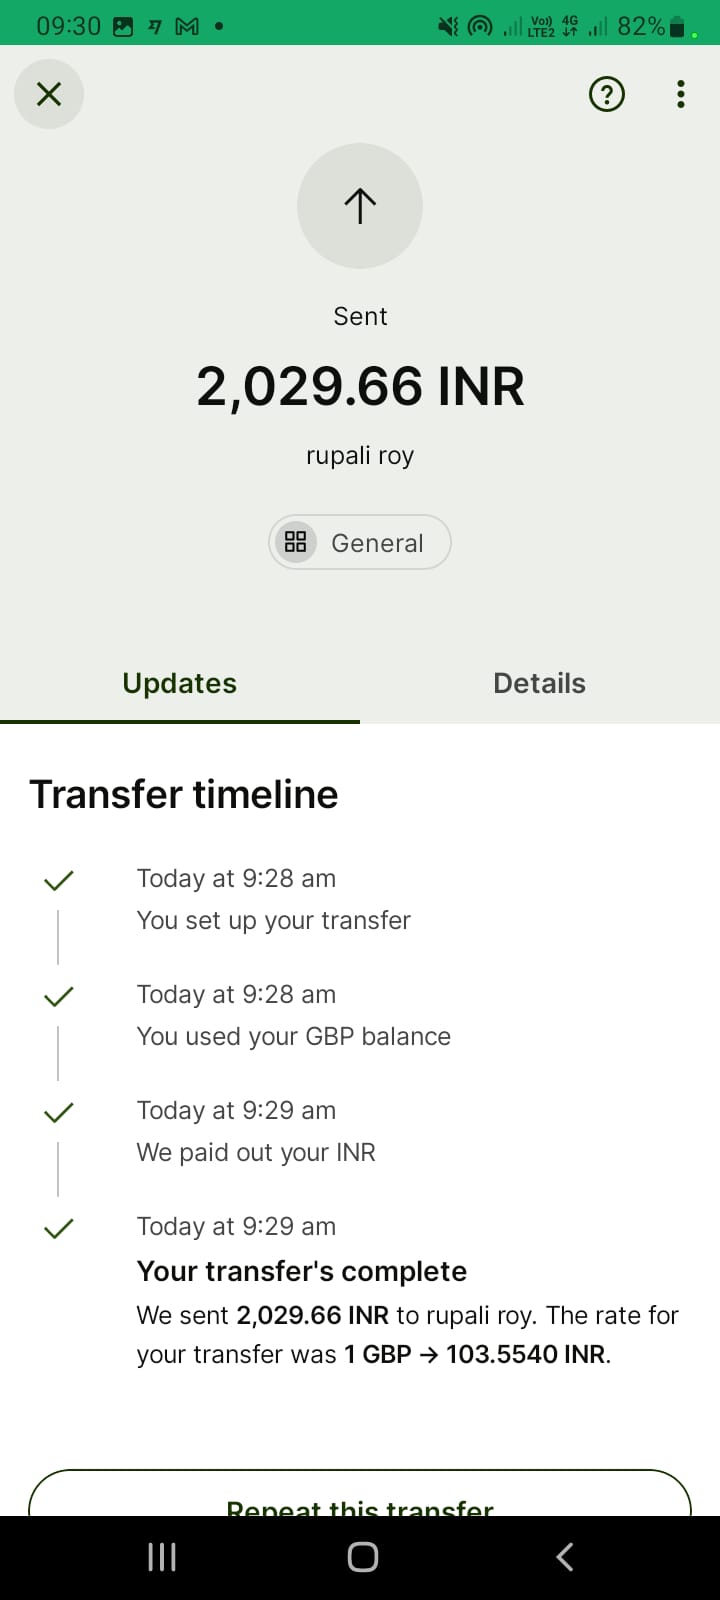 09:30
Vo)) 4G
LTE2
82%
Sent
2,029.66 INR
rupali roy
General
Updates
Details
Transfer timeline
Today at 9:28 am
You set up your transfer
Today at 9:28 am
You used your GBP balance
Today at 9:29 am
We paid out your INR
Today at 9:29 am
Your transfer's complete
We sent 2,029.66 INR to rupali roy. The rate for
your transfer was 1 GBP → 103.5540 INR.
Repeat this transfer